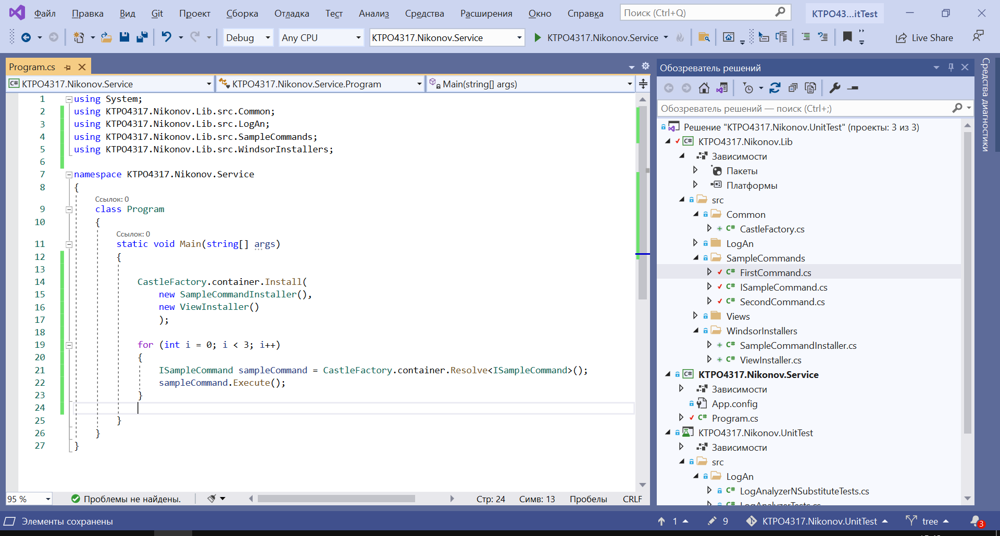 Файл Правка Вид Git Проект Сборка Отладка Тест Анализ Средства Расширения Окно Справка Поиск (Ctrl+Q) KTPO43...itTest
Debug Any CPU KTPO4317.Nikonov.Service KTPO4317.Nikonov.Service Live Share
Program.cs
KTPO4317.Nikonov.Service KTPO4317.Nikonov.Service.Program Main(string[] args)
1 using System;
2 using KTPO4317.Nikonov.Lib.src.Common;
3 using KTPO4317.Nikonov.Lib.src.LogAn;
4 using KTPO4317.Nikonov.Lib.src.SampleCommands;
5 using KTPO4317.Nikonov.Lib.src.WindsorInstallers;
6
7 namespace KTPO4317.Nikonov.Service
8 {
Ссылок: 0
9 class Program
10 {
Ссылок: 0
11 static void Main(string[] args)
12 {
13
14 CastleFactory.container.Install(
15 new SampleCommandInstaller(),
16 new ViewInstaller()
17 );
18
19 for (int i = 0; i < 3; i++)
20 {
21 ISampleCommand sampleCommand = CastleFactory.container.Resolve<ISampleCommand>();
22 sampleCommand.Execute();
23 }
24
25 }
26 }
27 }
95 % Проблемы не найдены. Стр: 24 Симв: 13 Пробелы CRLF
Обозреватель решений
Обозреватель решений — поиск (Ctrl+;)
Решение "KTPO4317.Nikonov.UnitTest" (проекты: 3 из 3)
KTPO4317.Nikonov.Lib
Зависимости
Пакеты
Платформы
src
Common
CastleFactory.cs
LogAn
SampleCommands
FirstCommand.cs
ISampleCommand.cs
SecondCommand.cs
Views
WindsorInstallers
SampleCommandInstaller.cs
ViewInstaller.cs
KTPO4317.Nikonov.Service
Зависимости
App.config
Program.cs
KTPO4317.Nikonov.UnitTest
Зависимости
src
LogAn
LogAnalyzerNSubstituteTests.cs
LogAnalyzerTests.cs
Средства диагностики
Элементы сохранены 1 9 KTPO4317.Nikonov.UnitTest tree 3